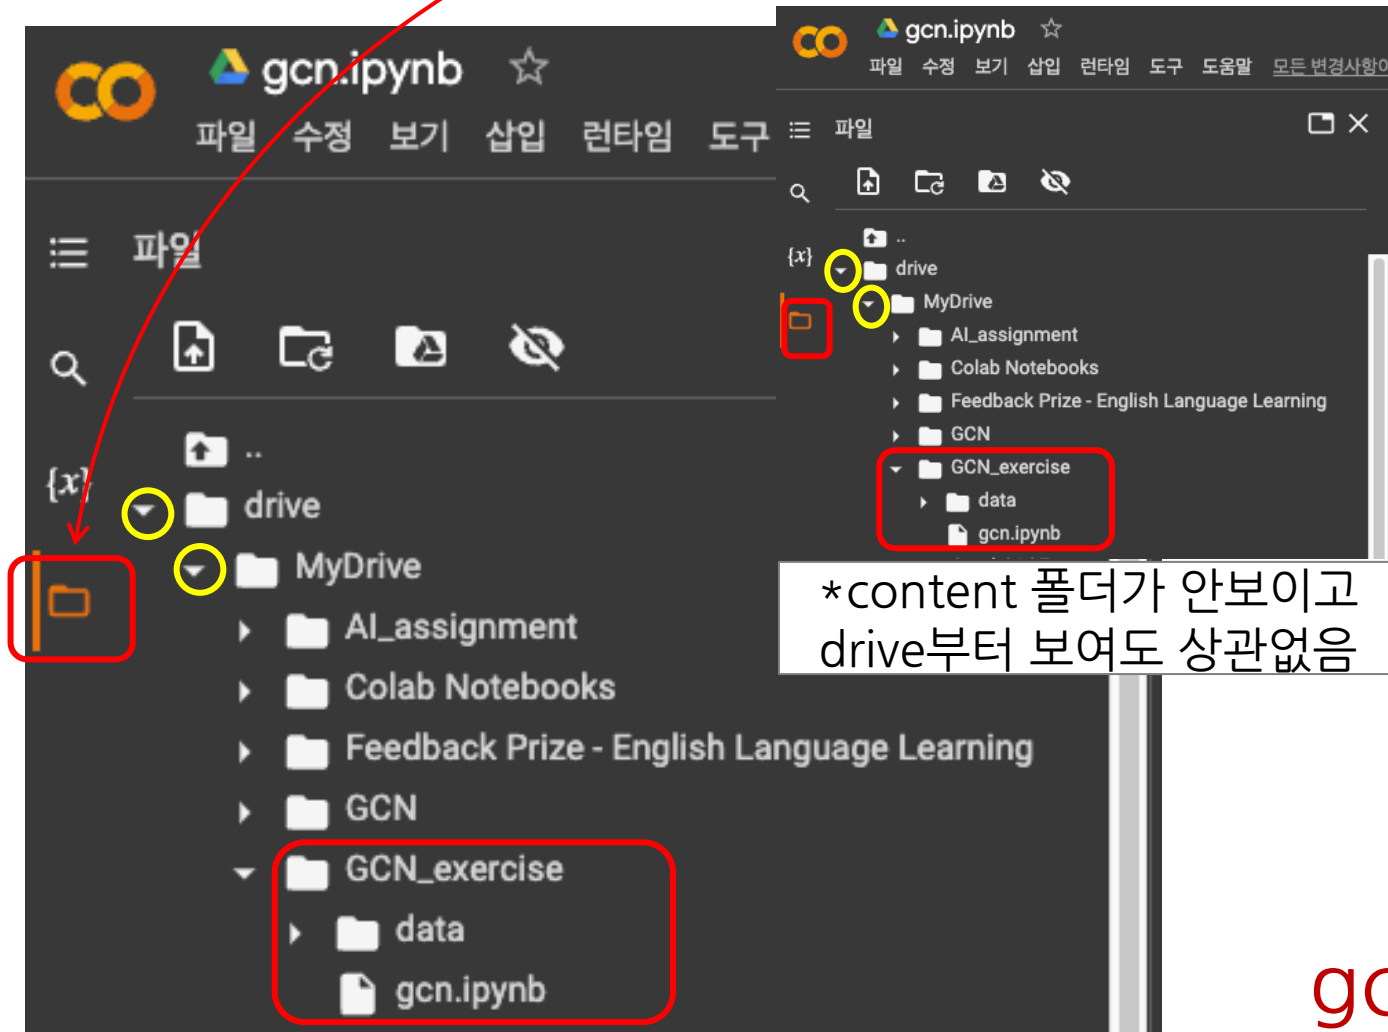 gcn.ipynb
파일 수정 보기 삽입 런타임 도구
파일
{x}
..
drive
MyDrive
AI_assignment
Colab Notebooks
Feedback Prize - English Language Learning
GCN
GCN_exercise
data
gcn.ipynb
gcn.ipynb
파일 수정 보기 삽입 런타임 도구 도움말 모든 변경사항이
파일
{x}
..
drive
MyDrive
AI_assignment
Colab Notebooks
Feedback Prize - English Language Learning
GCN
GCN_exercise
data
gcn.ipynb
*content 폴더가 안보이고
drive부터 보여도 상관없음